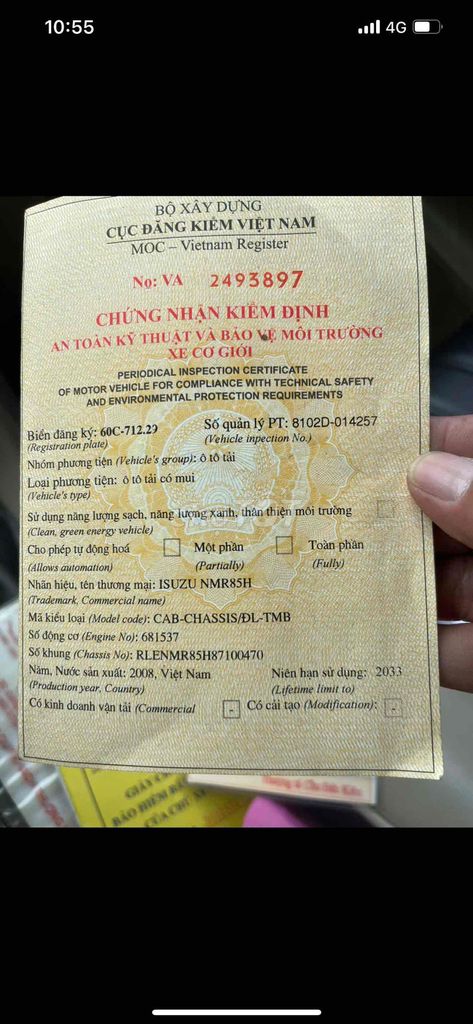 10:55
4G
BỘ XÂY DỰNG
CỤC ĐĂNG KIỂM VIỆT NAM
MOC – Vietnam Register
No: VA 2493897
CHỨNG NHẬN KIỂM ĐỊNH
AN TOÀN KỸ THUẬT VÀ BẢO VỆ MÔI TRƯỜNG
XE CƠ GIỚI
PERIODICAL INSPECTION CERTIFICATE
OF MOTOR VEHICLE FOR COMPLIANCE WITH TECHNICAL SAFETY
AND ENVIRONMENTAL PROTECTION REQUIREMENTS
Biển đăng ký: 60C-712.29 Số quản lý PT: 8102D-014257
(Registration plate) (Vehicle inpection No.)
Nhóm phương tiện (Vehicle's group): ô tô tải
Loại phương tiện: ô tô tải có mui
(Vehicle's type)
Sử dụng năng lượng sạch, năng lượng xanh, thân thiện môi trường
(Clean, green energy vehicle)
Cho phép tự động hoá Một phần Toàn phần
(Allows automation) (Partially) (Fully)
Nhãn hiệu, tên thương mại: ISUZU NMR85H
(Trademark, Commercial name)
Mã kiểu loại (Model code): CAB-CHASSIS/ĐL-TMB
Số động cơ (Engine No): 681537
Số khung (Chassis No): RLENMR85H87100470
Năm, Nước sản xuất: 2008, Việt Nam Niên hạn sử dụng: 2033
(Production year, Country) (Lifetime limit to)
Có kinh doanh vận tải (Commercial - Có cải tạo (Modification): -
GIẤY
BẢO HIỂM
CỦA CHỦ